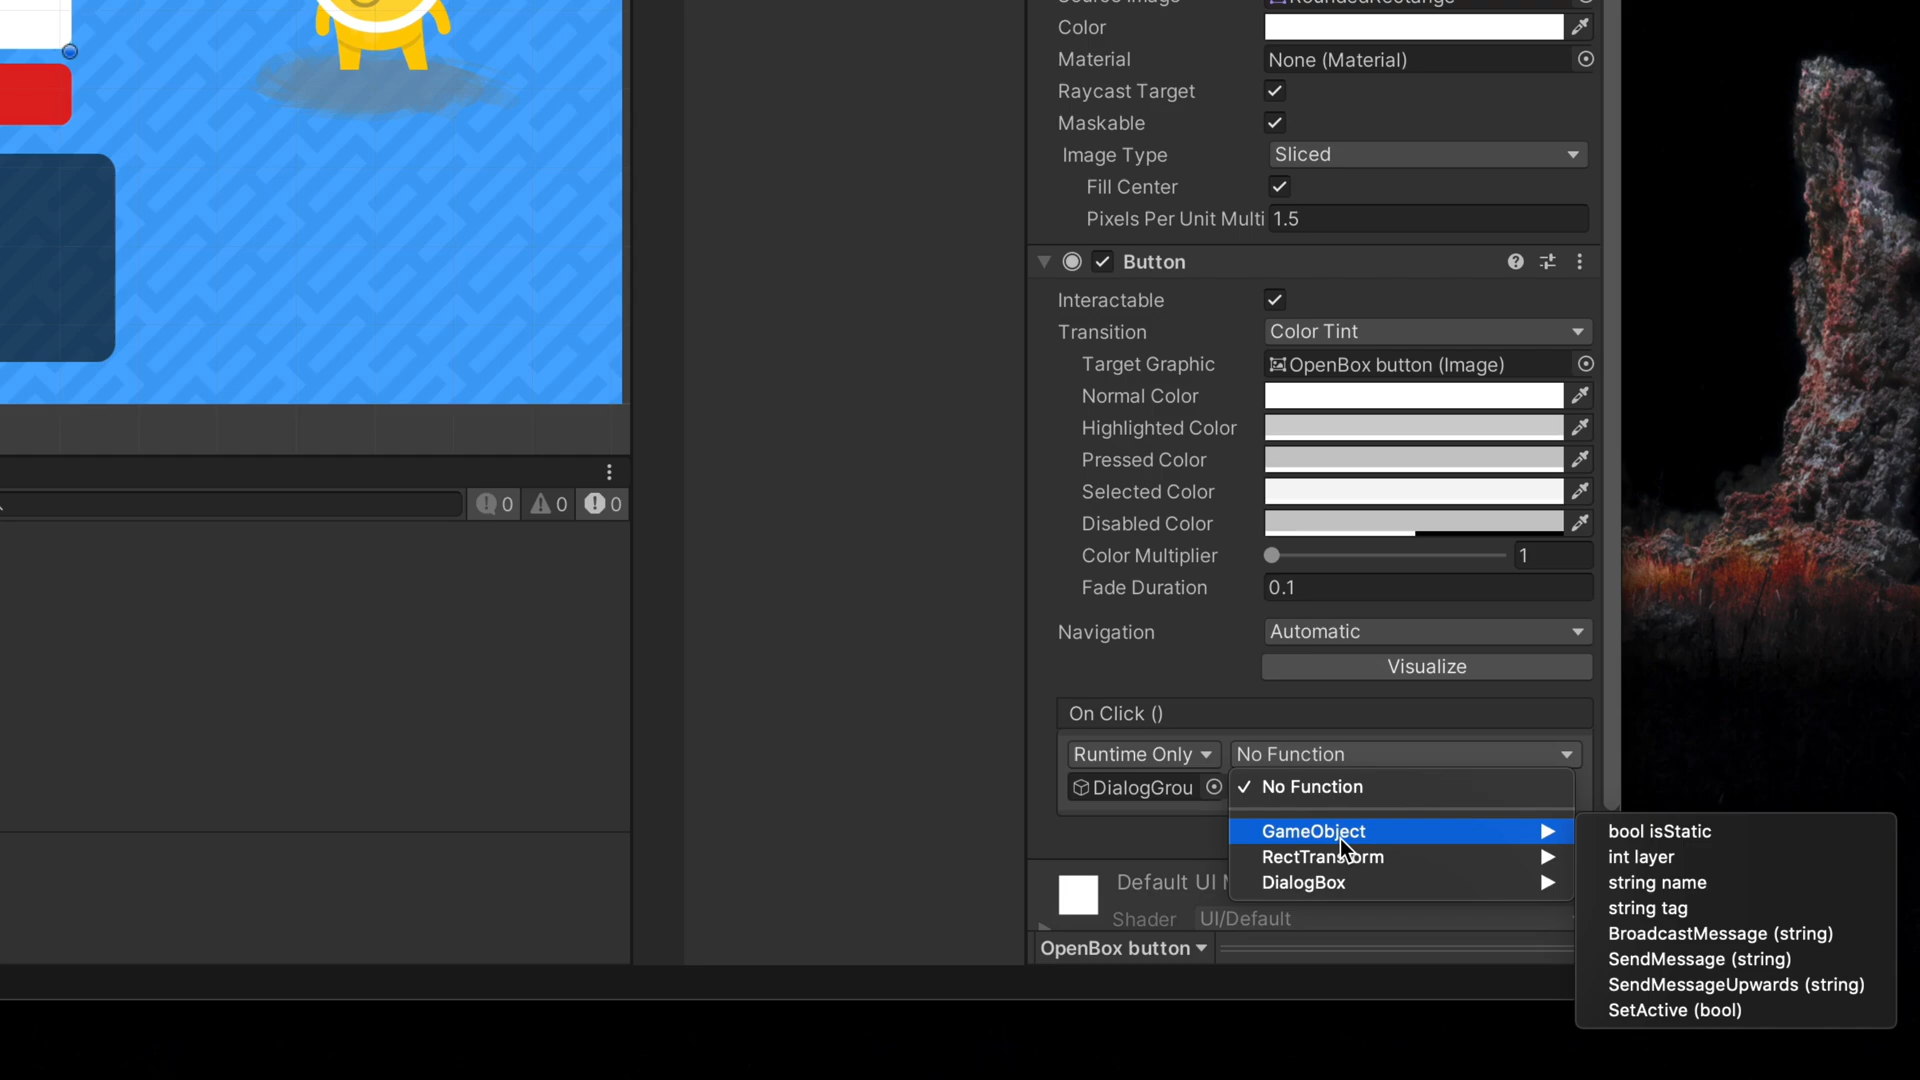 Color
Material None (Material)
Raycast Target
Maskable
Image Type Sliced
Fill Center
Pixels Per Unit Multi 1.5
Button
Interactable
Transition Color Tint
Target Graphic OpenBox button (Image)
Normal Color
Highlighted Color
Pressed Color
Selected Color
0 0 0
Disabled Color
Color Multiplier 1
Fade Duration 0.1
Navigation Automatic
Visualize
On Click ()
Runtime Only No Function
DialogGrou
No Function
GameObject
RectTransform
DialogBox
bool isStatic
int layer
string name
string tag
BroadcastMessage (string)
SendMessage (string)
SendMessageUpwards (string)
SetActive (bool)
Default UI
Shader UI/Default
OpenBox button